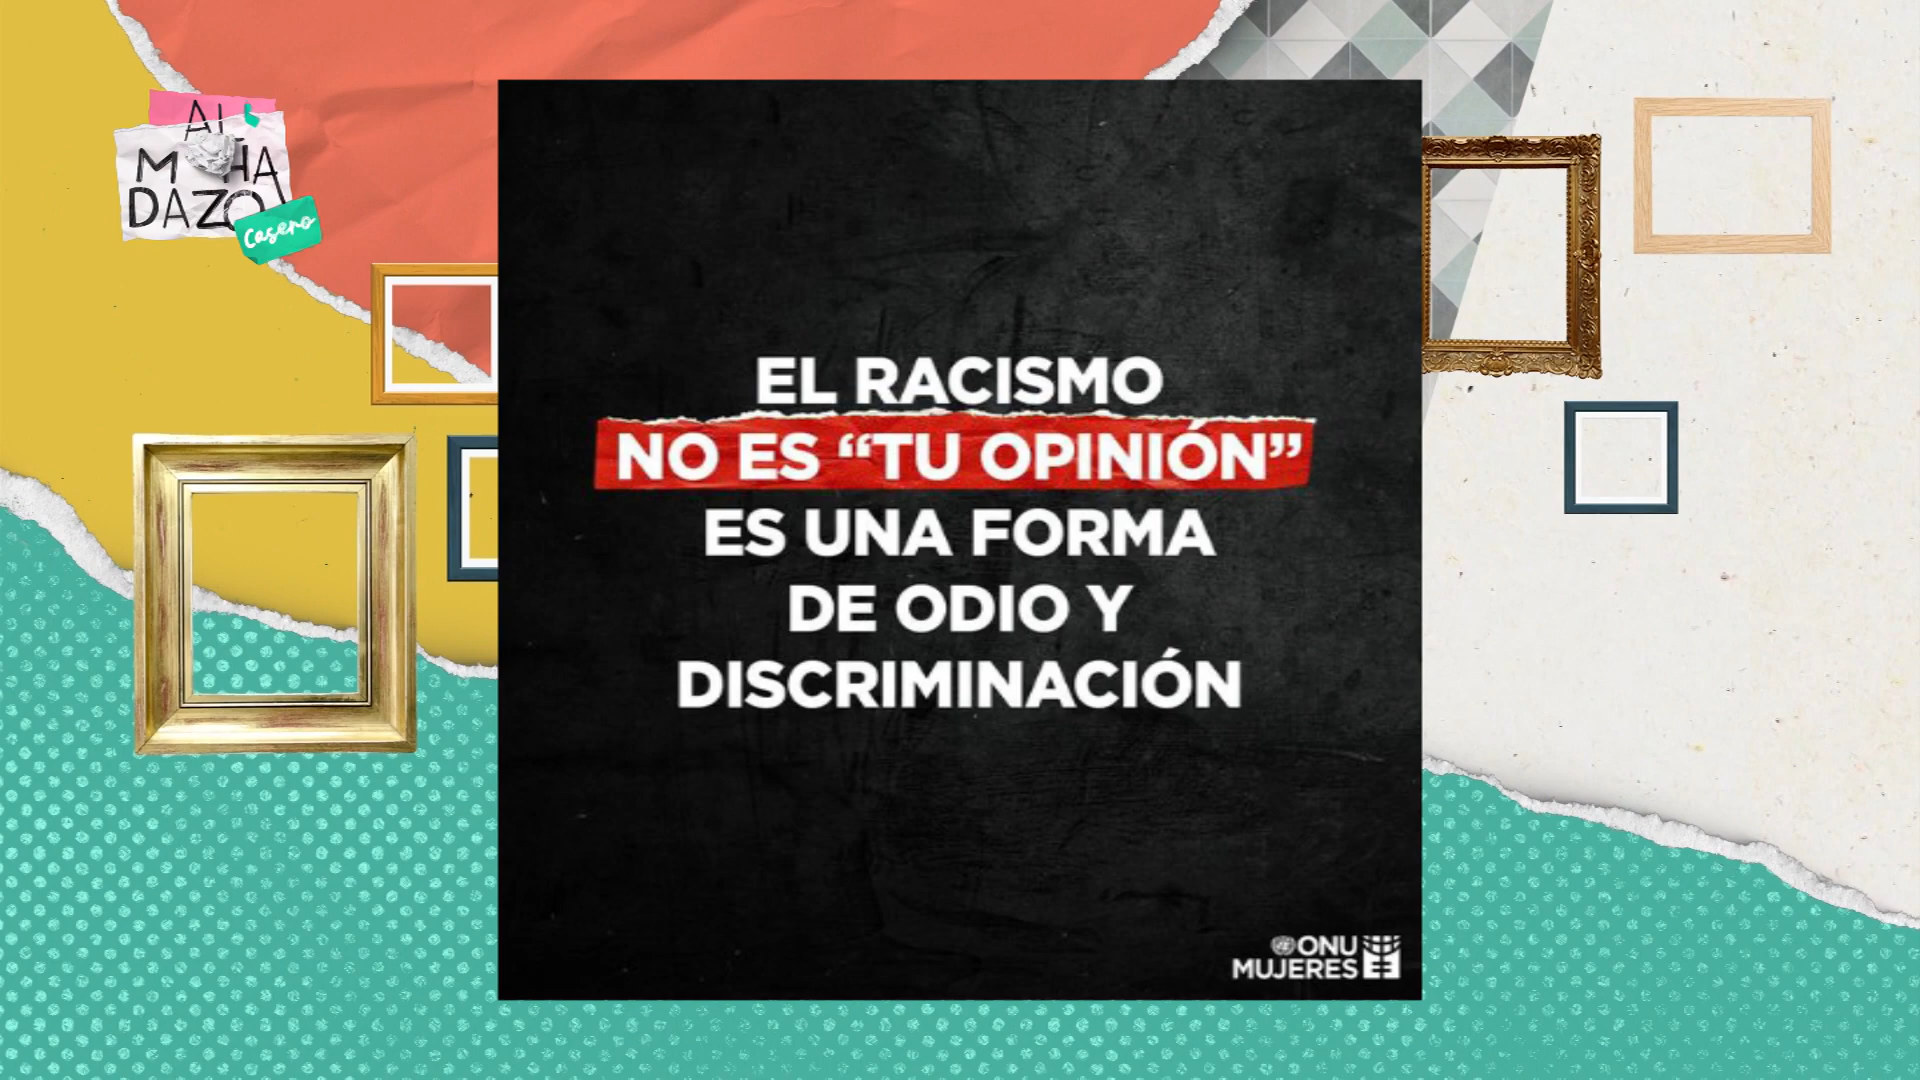 AL
MOHA
DAZO
Casero
EL RACISMO
NO ES “TU OPINIÓN”
ES UNA FORMA
DE ODIO Y
DISCRIMINACIÓN
ONU
MUJERES